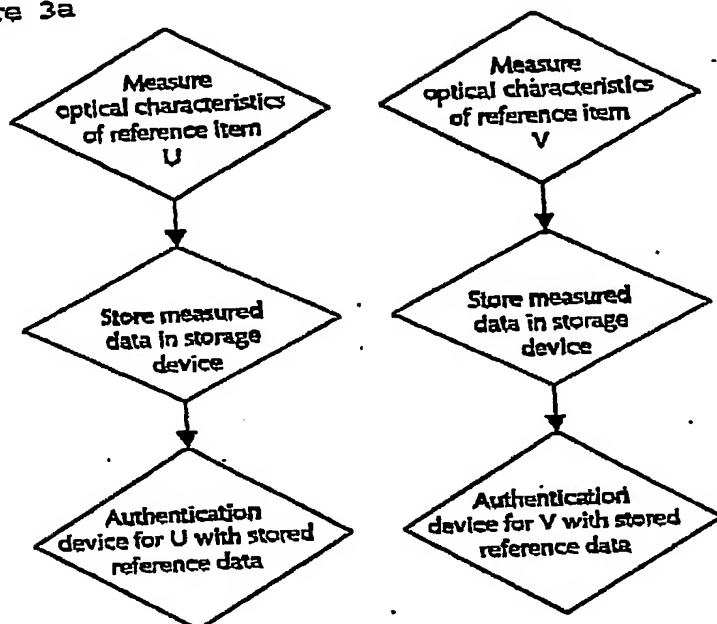 re 3a
Measure
optical characteristics
of reference item
U
Store measured
data in storage
device
Authentication
device for U with stored
reference data
Measure
optical characteristics
of reference item
V
Store measured
data in storage
device
Authentication
device for V with stored
reference data